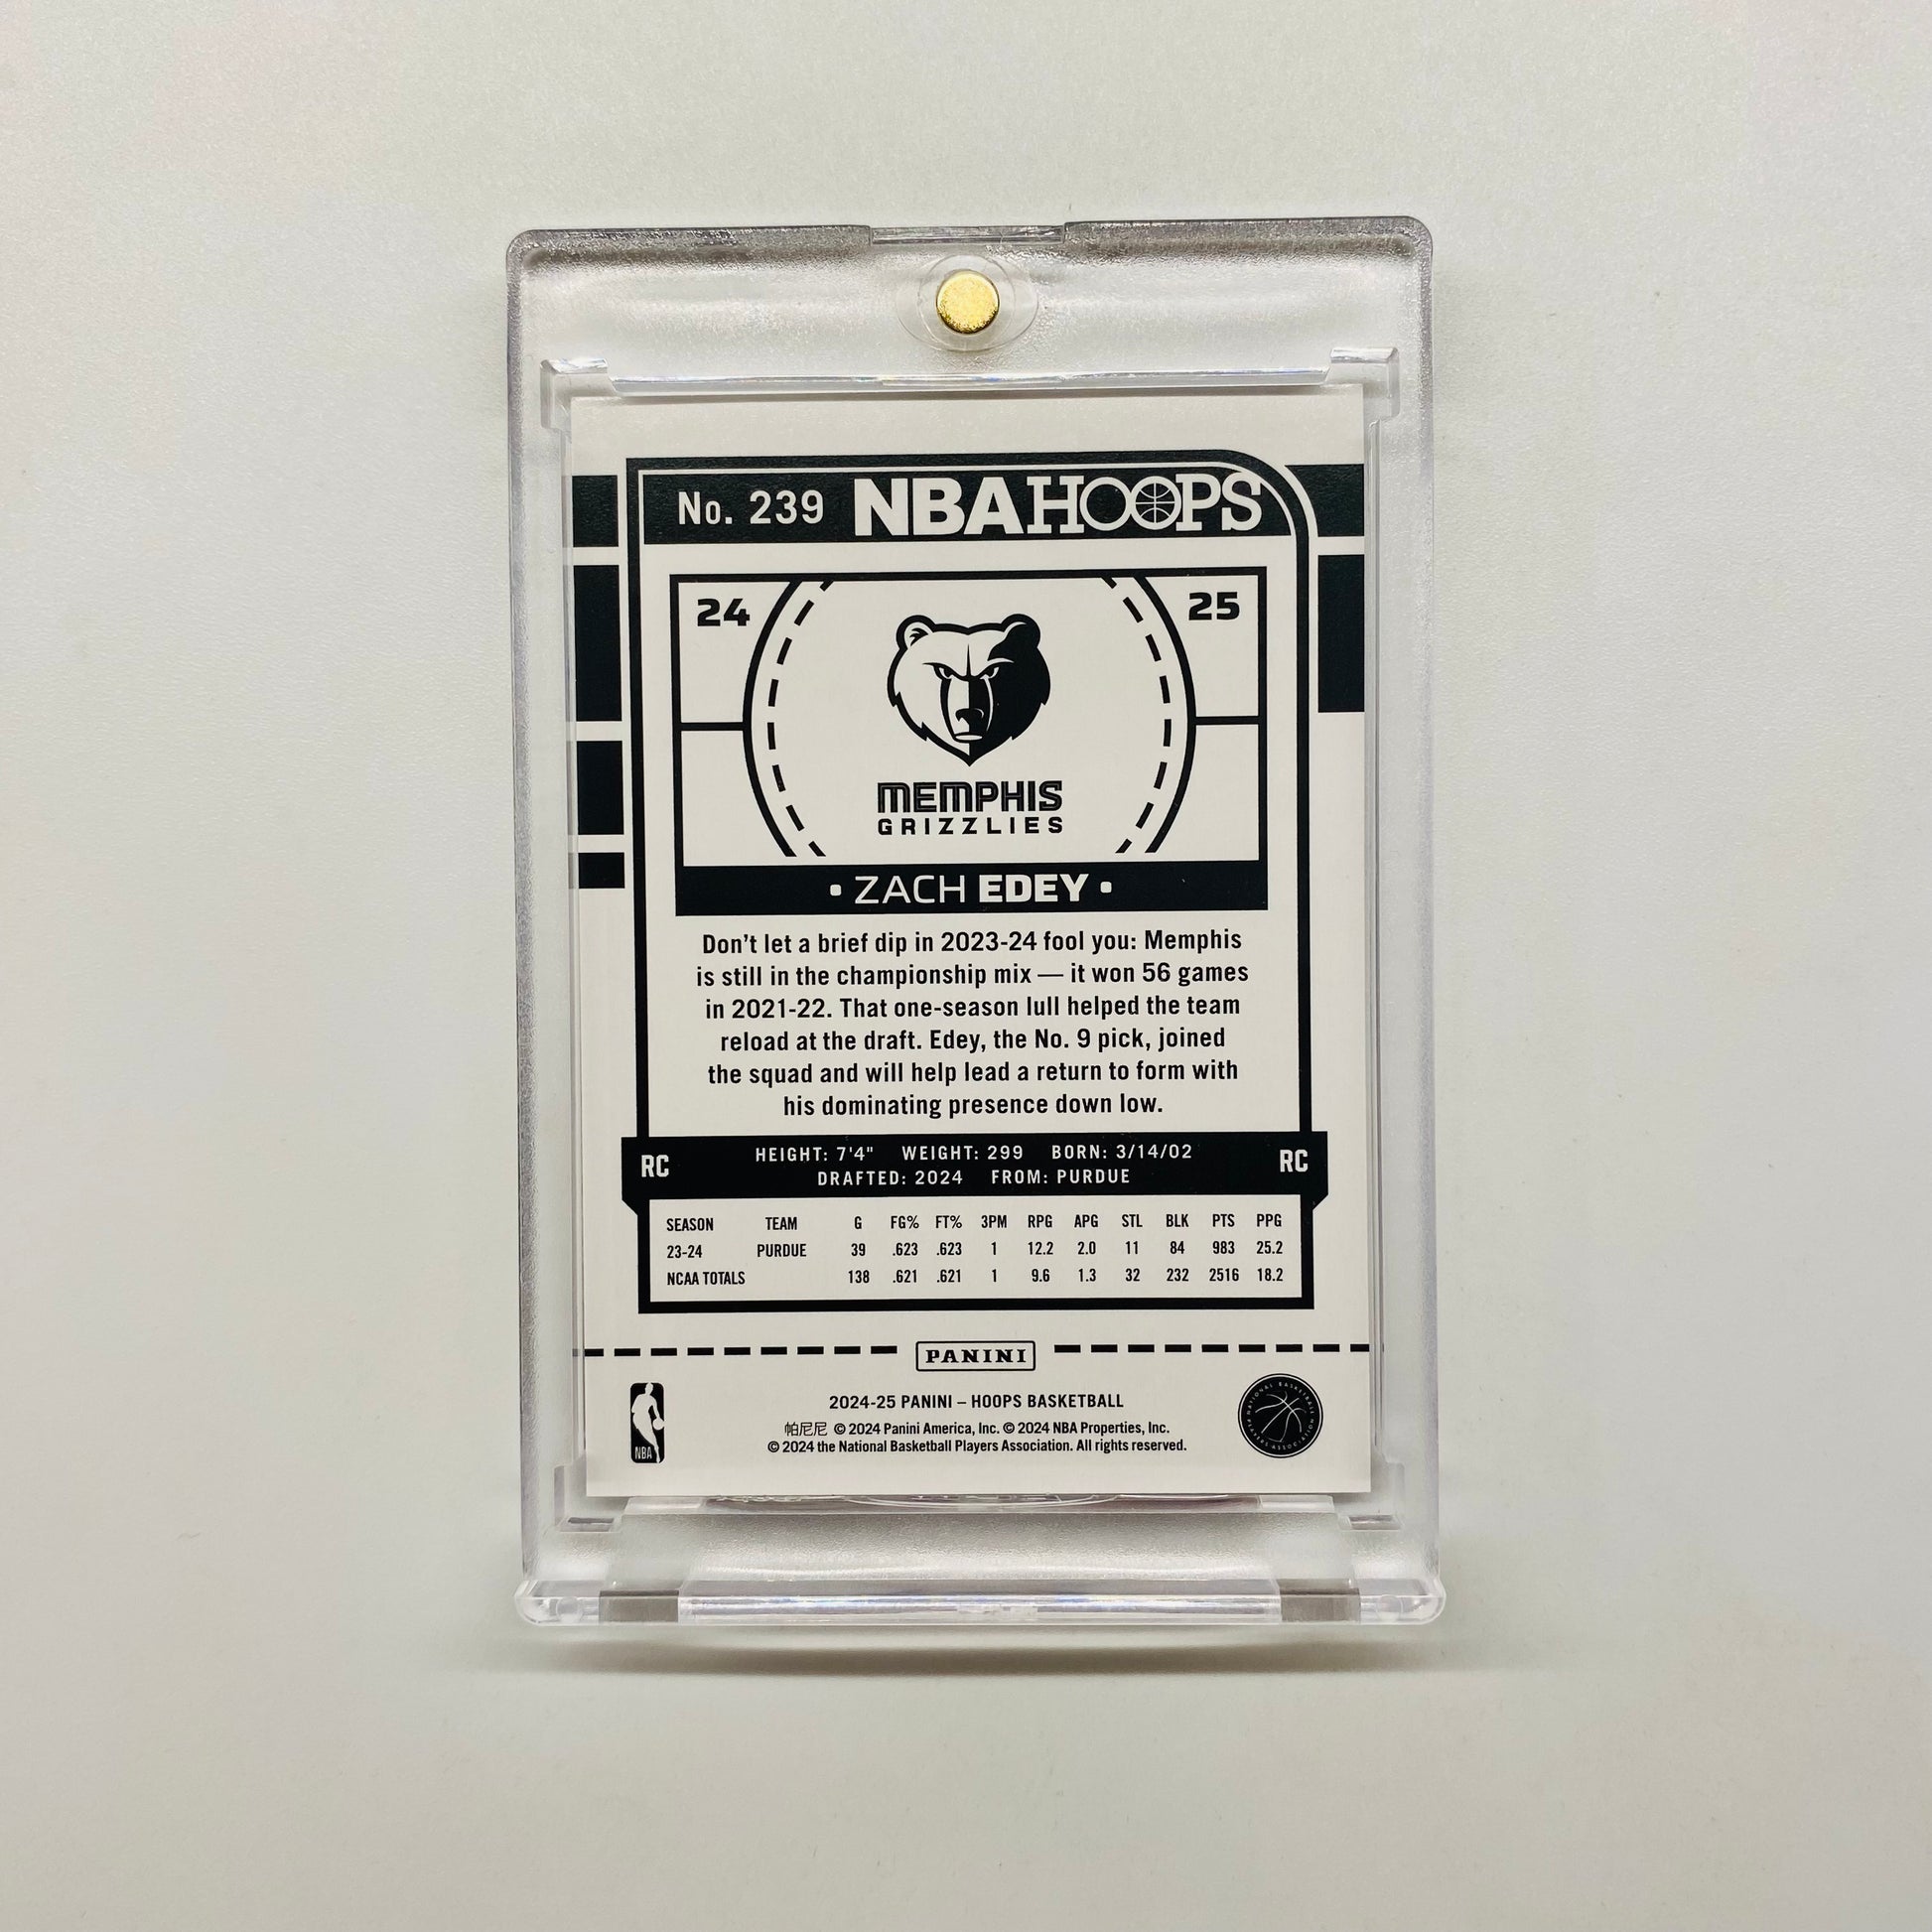 No. 239 NBA HOOPS
24 25
MEMPHIS
GRIZZLIES
• ZACH EDEY •
Don't let a brief dip in 2023-24 fool you: Memphis
is still in the championship mix — it won 56 games
in 2021-22. That one-season lull helped the team
reload at the draft. Edey, the No. 9 pick, joined
the squad and will help lead a return to form with
his dominating presence down low.
RC HEIGHT: 7'4" WEIGHT: 299 BORN: 3/14/02 RC
DRAFTED: 2024 FROM: PURDUE
SEASON TEAM G FG% FT% 3PM RPG APG STL BLK PTS PPG
23-24 PURDUE 39 .623 .623 1 12.2 2.0 11 84 983 25.2
NCAA TOTALS 138 .621 .621 1 9.6 1.3 32 232 2516 18.2
PANINI
2024-25 PANINI – HOOPS BASKETBALL
帕尼尼 © 2024 Panini America, Inc. © 2024 NBA Properties, Inc.
© 2024 the National Basketball Players Association. All rights reserved.
NBA
NATIONAL BASKETBALL
PLAYERS ASSOCIATION